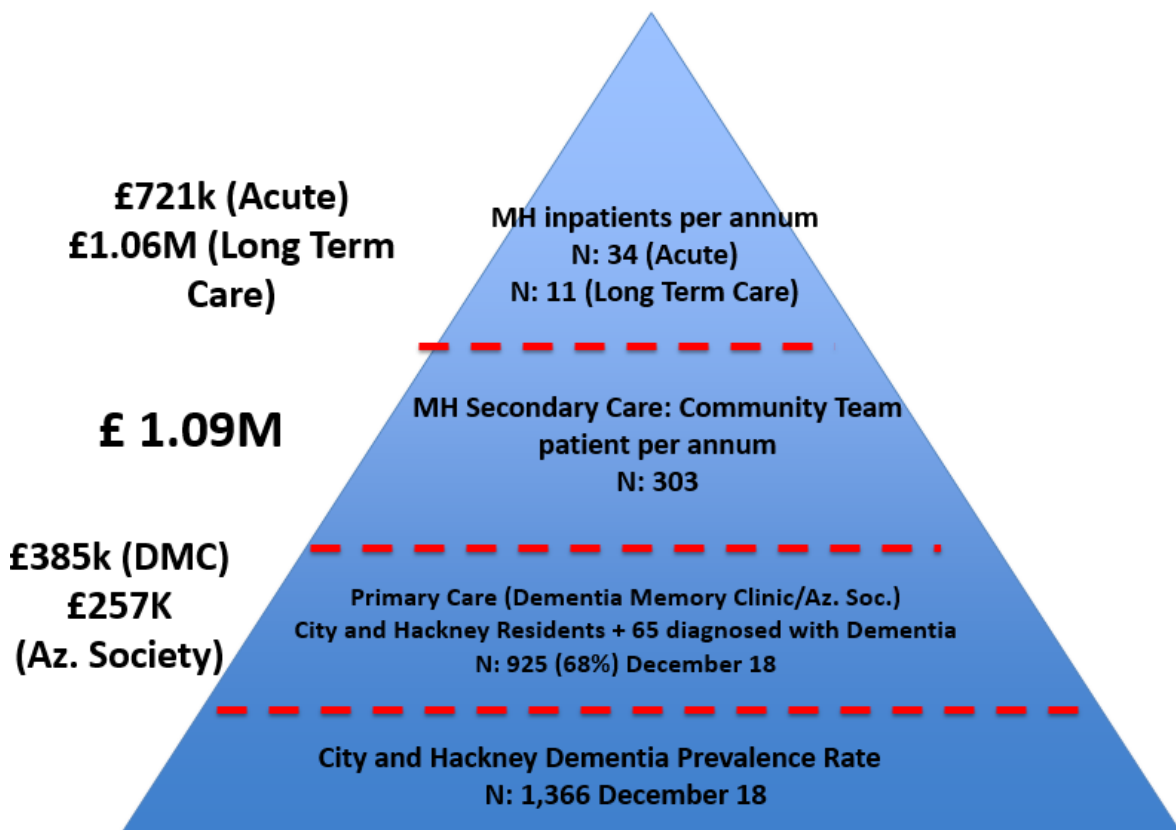 £721k (Acute)
£1.06M (Long Term
Care)
MH inpatients per annum
N: 34 (Acute)
N: 11 (Long Term Care)
£ 1.09M
MH Secondary Care: Community Team
patient per annum
N: 303
£385k (DMC)
£257K
(Az. Society)
Primary Care (Dementia Memory Clinic/Az. Soc.)
City and Hackney Residents + 65 diagnosed with Dementia
N: 925 (68%) December 18
City and Hackney Dementia Prevalence Rate
N: 1,366 December 18